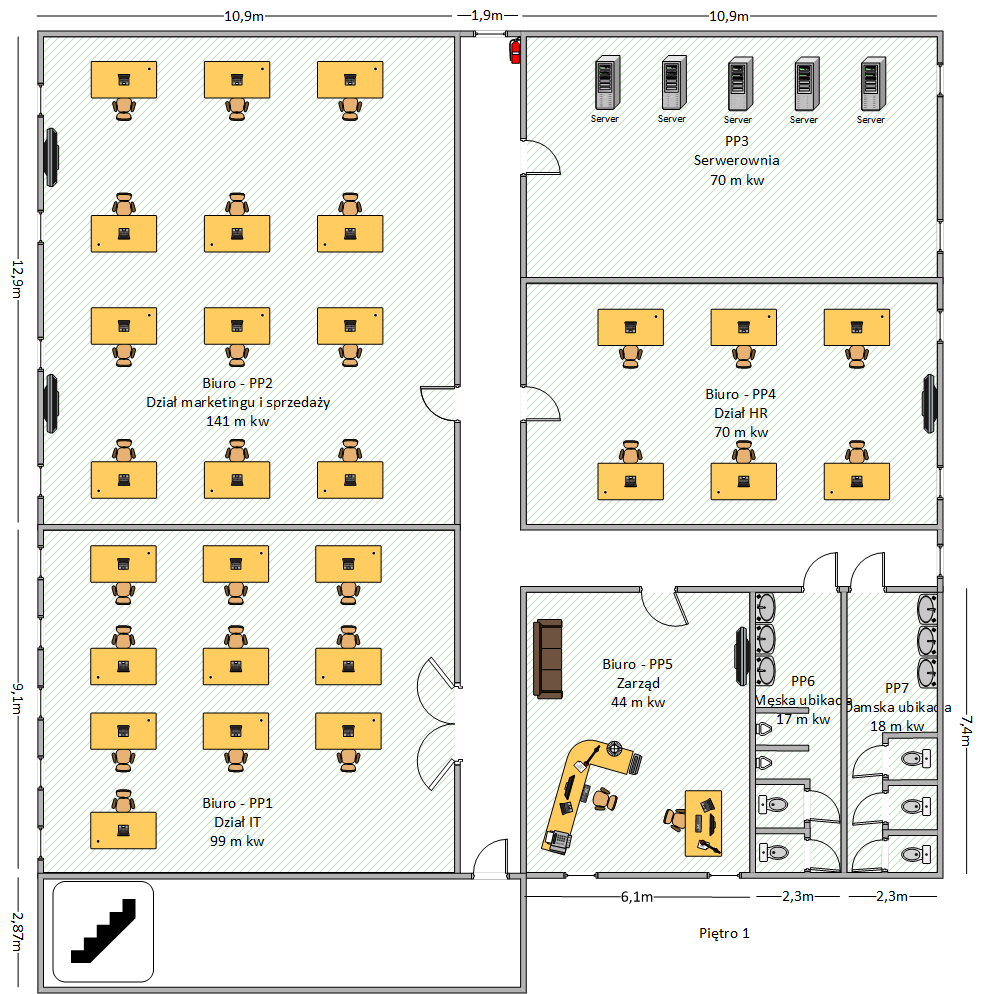 10,9m
1,9m
10,9m
12,9m
Server
Server
Server
Server
Server
PP3
Serwerownia
70 m kw
Biuro - PP2
Dział marketingu i sprzedaży
141 m kw
Biuro - PP4
Dział HR
70 m kw
9,1m
Biuro - PP5
Zarząd
44 m kw
PP6
Męska ubikacja
17 m kw
PP7
Damska ubikacja
18 m kw
7,4m
Biuro - PP1
Dział IT
99 m kw
6,1m
2,3m
2,3m
2,87m
Piętro 1